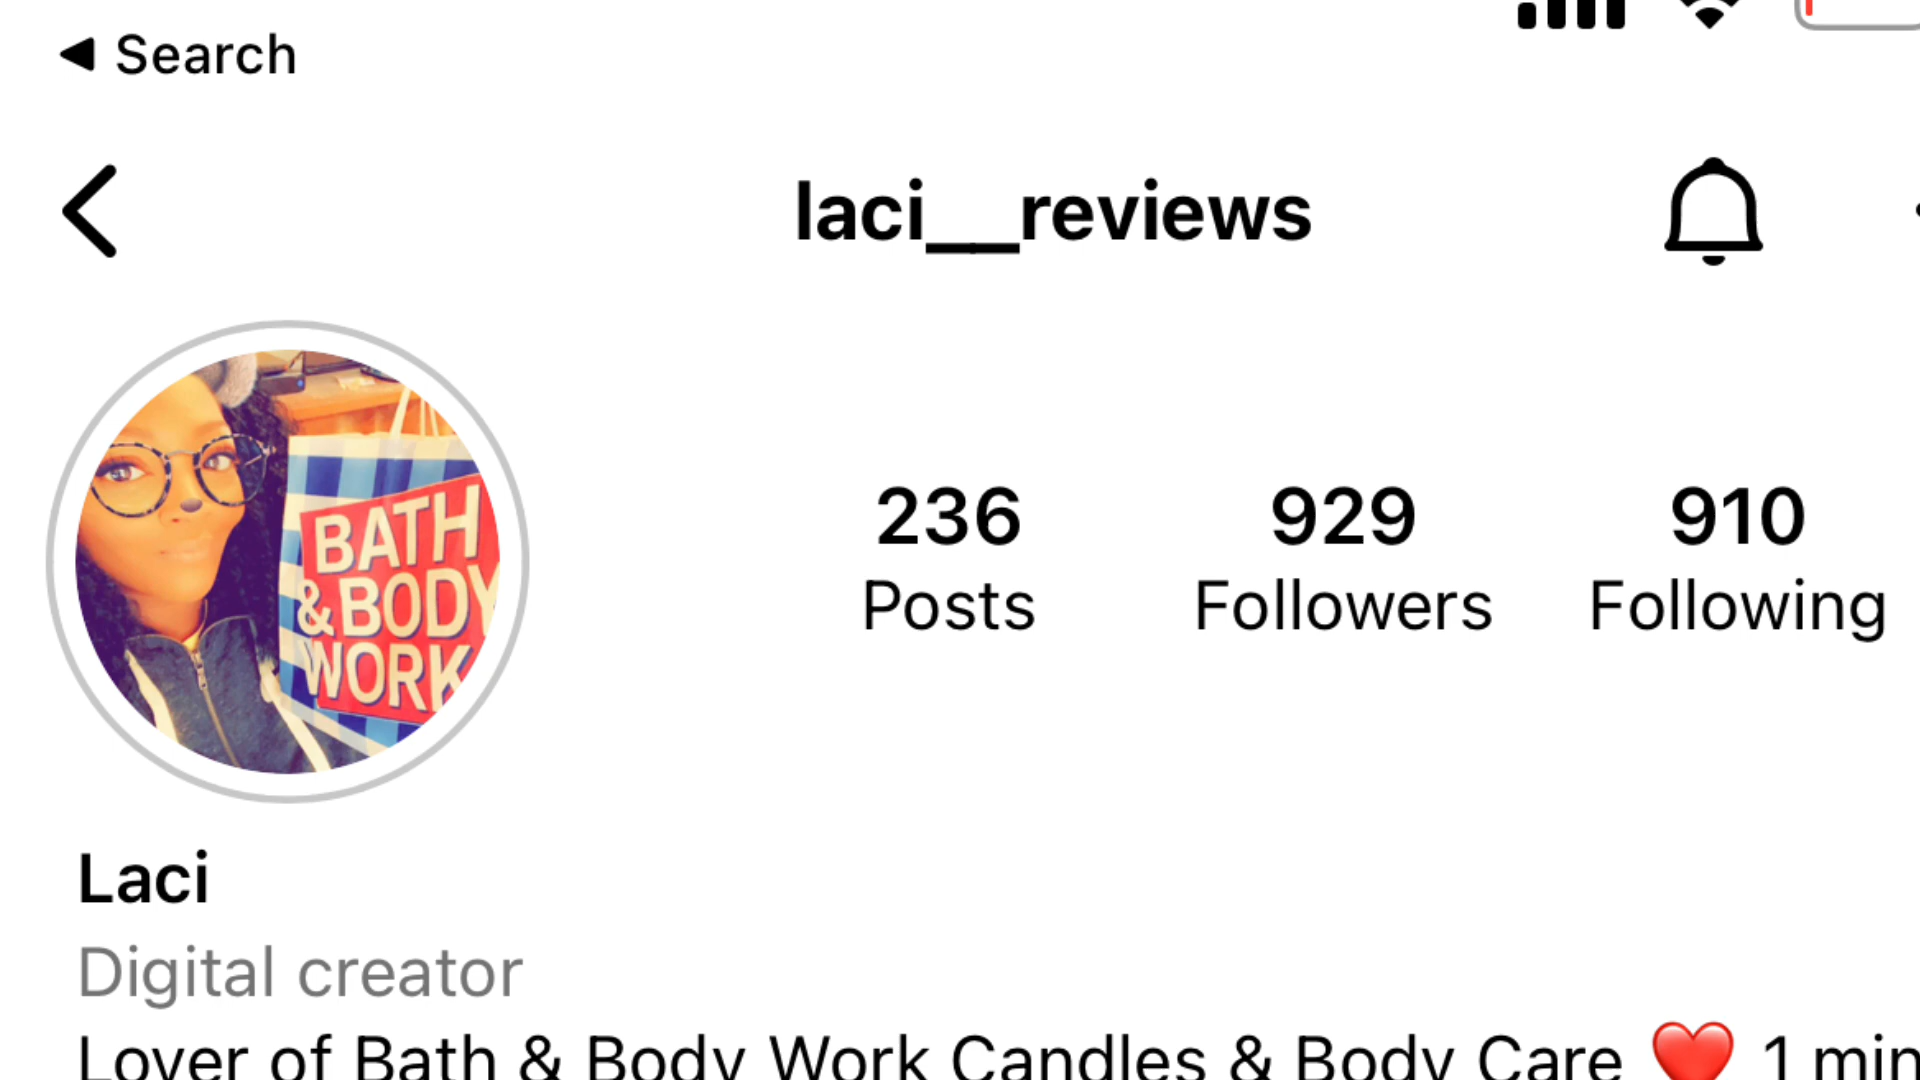 ◀ Search
laci__reviews
BATH
& BODY
WORK
236
Posts
929
Followers
910
Following
Laci
Digital creator
Lover of Bath & Body Work Candles & Body Care ❤️ 1 min